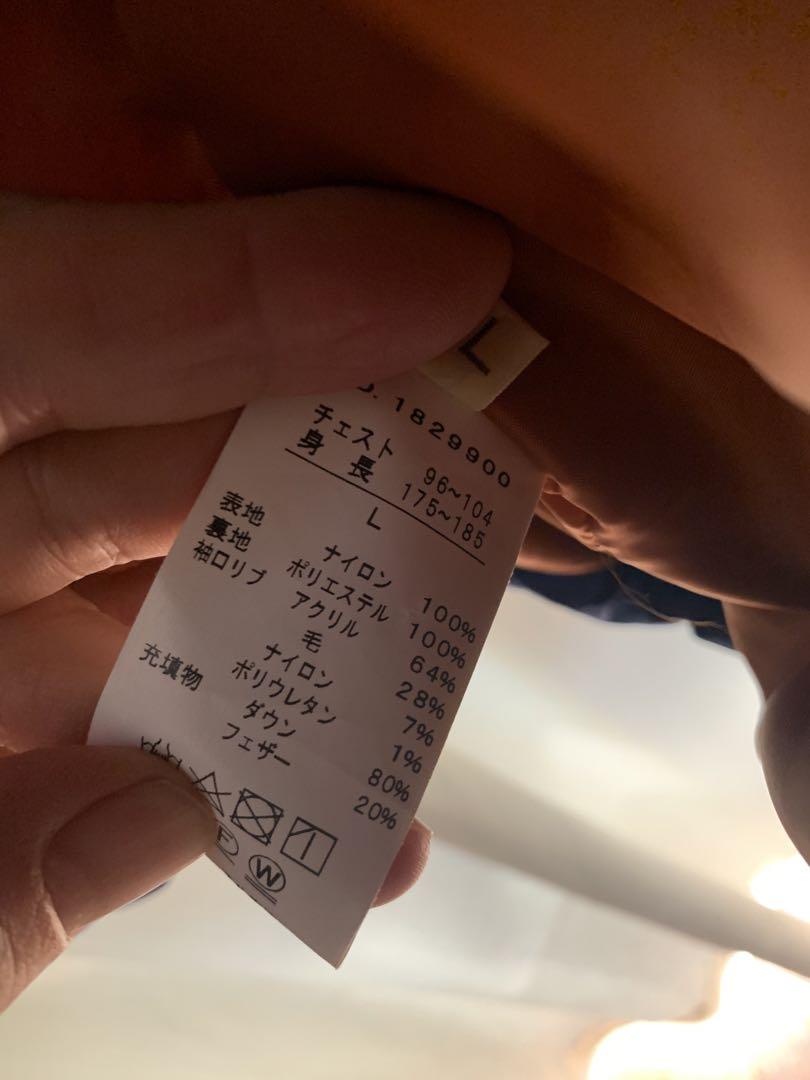 L
. 1829900
チェスト 96~104
身長 175~185
L
表地 ナイロン 100%
裏地 ポリエステル 100%
袖口リブ アクリル 64%
毛 28%
ナイロン 7%
ポリウレタン 1%
充填物 ダウン 80%
フェザー 20%
F W